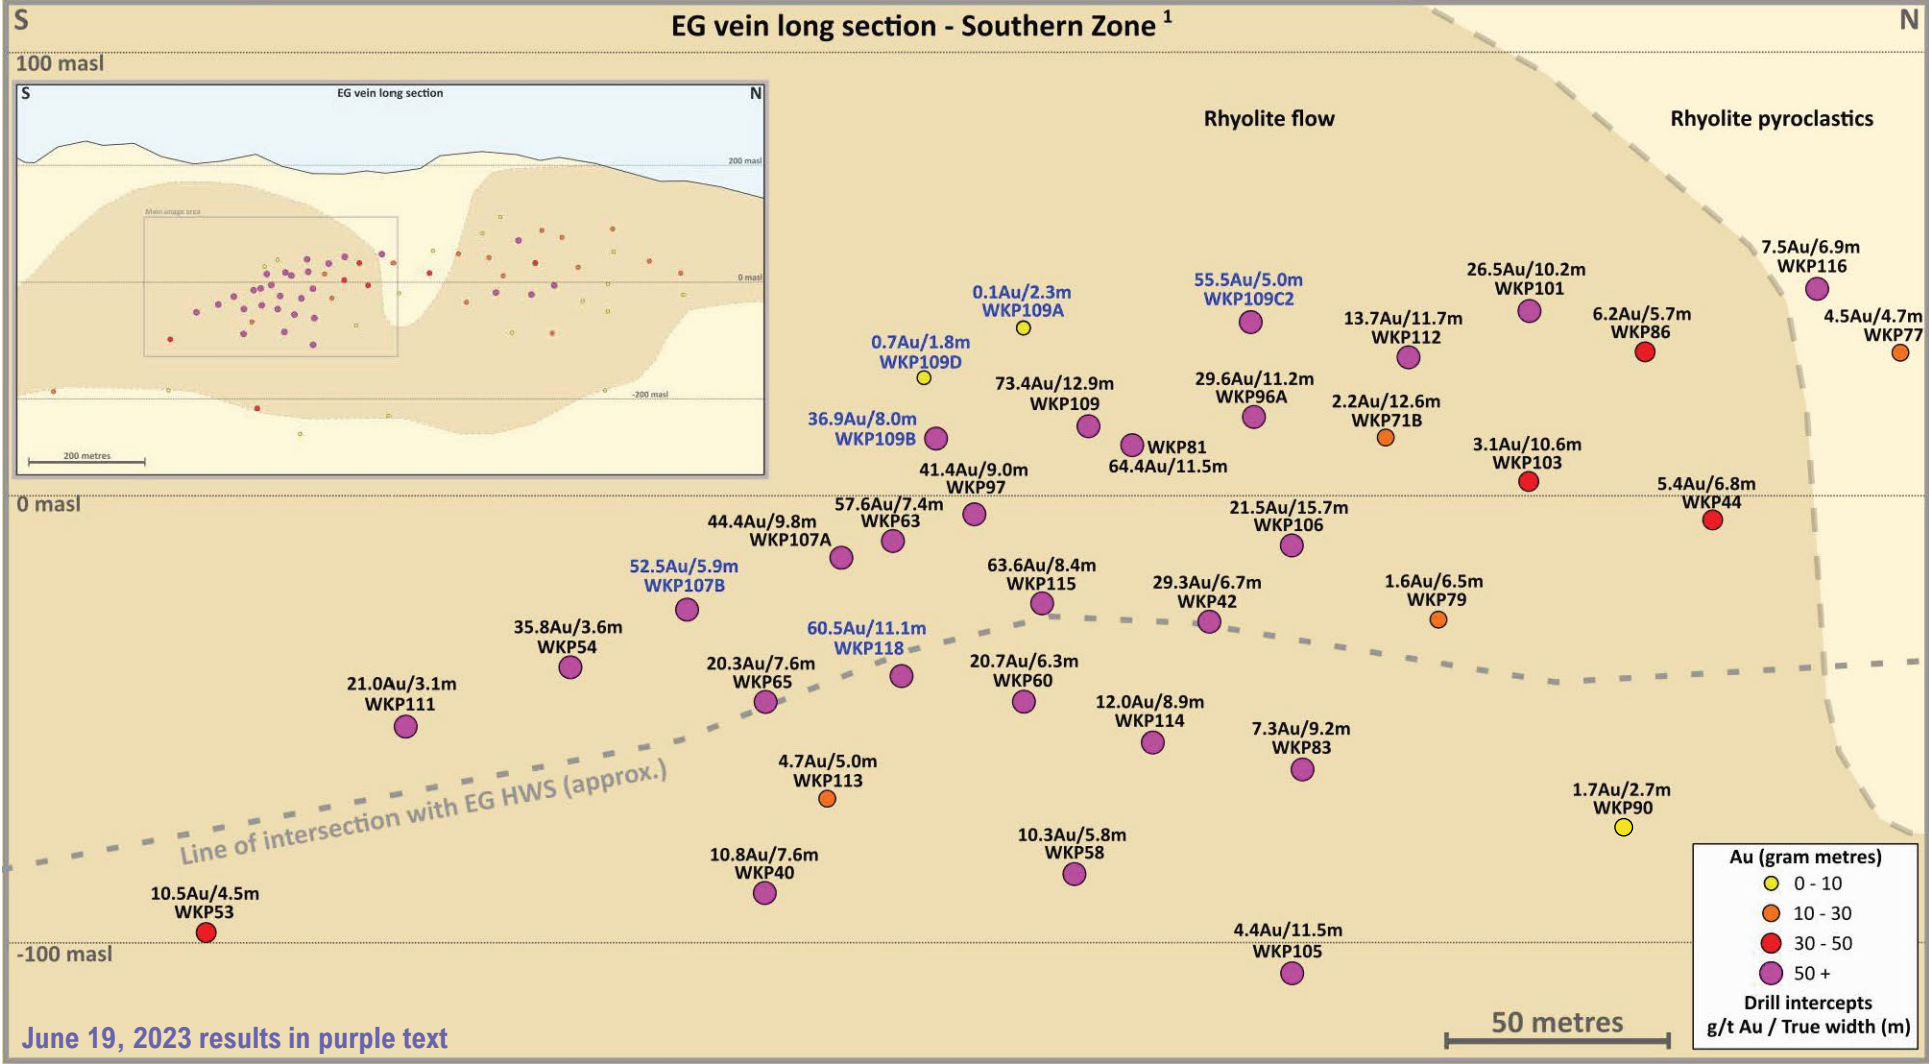 S
EG vein long section - Southern Zone 1
N
100 masl
S
EG vein long section
N
200 masl
Main image area
0 masl
-200 masl
200 metres
Rhyolite flow
Rhyolite pyroclastics
7.5Au/6.9m
WKP116
26.5Au/10.2m
WKP101
55.5Au/5.0m
WKP109C2
0.1Au/2.3m
WKP109A
6.2Au/5.7m
WKP86
4.5Au/4.7m
WKP77
13.7Au/11.7m
WKP112
0.7Au/1.8m
WKP109D
73.4Au/12.9m
WKP109
29.6Au/11.2m
WKP96A
2.2Au/12.6m
WKP71B
36.9Au/8.0m
WKP109B
WKP81
64.4Au/11.5m
3.1Au/10.6m
WKP103
41.4Au/9.0m
WKP97
5.4Au/6.8m
WKP44
0 masl
57.6Au/7.4m
WKP63
21.5Au/15.7m
WKP106
44.4Au/9.8m
WKP107A
52.5Au/5.9m
WKP107B
63.6Au/8.4m
WKP115
29.3Au/6.7m
WKP42
1.6Au/6.5m
WKP79
35.8Au/3.6m
WKP54
60.5Au/11.1m
WKP118
20.3Au/7.6m
WKP65
20.7Au/6.3m
WKP60
21.0Au/3.1m
WKP111
12.0Au/8.9m
WKP114
7.3Au/9.2m
WKP83
4.7Au/5.0m
WKP113
Line of intersection with EG HWS (approx.)
1.7Au/2.7m
WKP90
10.3Au/5.8m
WKP58
10.8Au/7.6m
WKP40
10.5Au/4.5m
WKP53
4.4Au/11.5m
WKP105
-100 masl
Au (gram metres)
0 - 10
10 - 30
30 - 50
50 +
Drill intercepts
g/t Au / True width (m)
50 metres
June 19, 2023 results in purple text